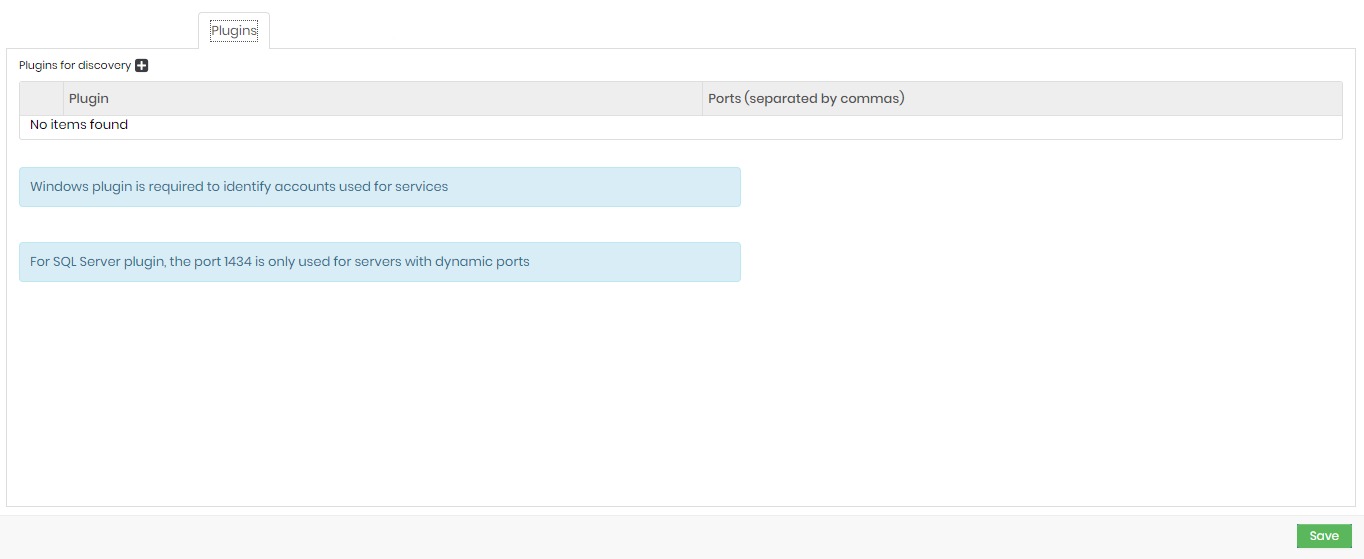 Plugins
Plugins for discovery
Plugin Ports (separated by commas)
No items found
Windows plugin is required to identify accounts used for services
For SQL Server plugin, the port 1434 is only used for servers with dynamic ports
Save